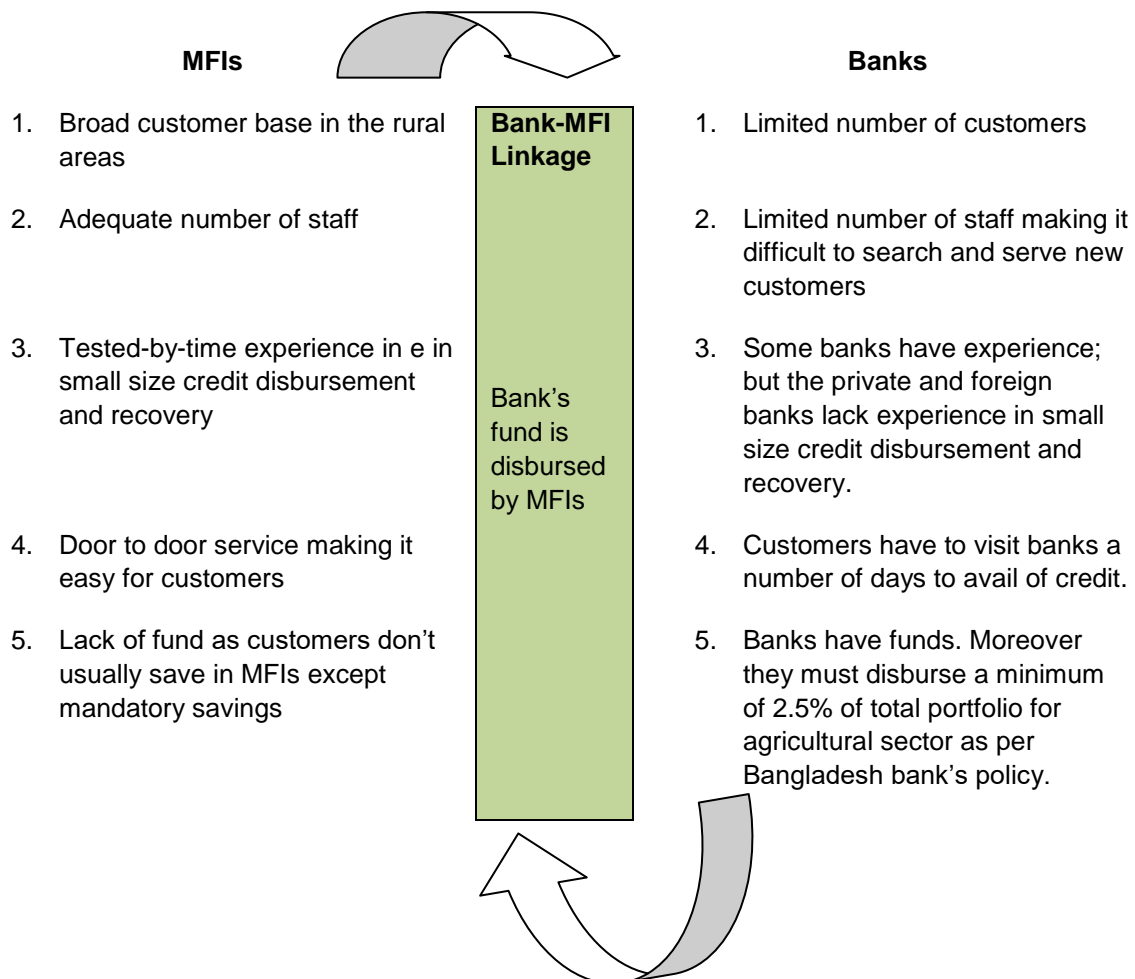 MFIs
Banks
1. Broad customer base in the rural
areas
Bank-MFI
Linkage
1. Limited number of customers
2. Adequate number of staff
2. Limited number of staff making it
difficult to search and serve new
customers
3. Tested-by-time experience in e in
small size credit disbursement
and recovery
Bank’s
fund is
disbursed
by MFIs
3. Some banks have experience;
but the private and foreign
banks lack experience in small
size credit disbursement and
recovery.
4. Door to door service making it
easy for customers
4. Customers have to visit banks a
number of days to avail of credit.
5. Lack of fund as customers don’t
usually save in MFIs except
mandatory savings
5. Banks have funds. Moreover
they must disburse a minimum
of 2.5% of total portfolio for
agricultural sector as per
Bangladesh bank’s policy.